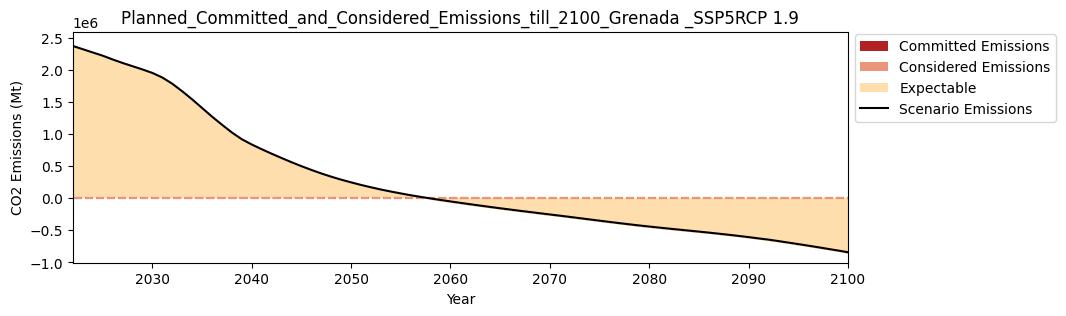 Planned_Committed_and_Considered_Emissions_till_2100_Grenada _SSP5RCP 1.9
1e6
2.5
2.0
1.5
1.0
0.5
0.0
−0.5
−1.0
CO2 Emissions (Mt)
2030 2040 2050 2060 2070 2080 2090 2100
Year
Committed Emissions
Considered Emissions
Expectable
Scenario Emissions